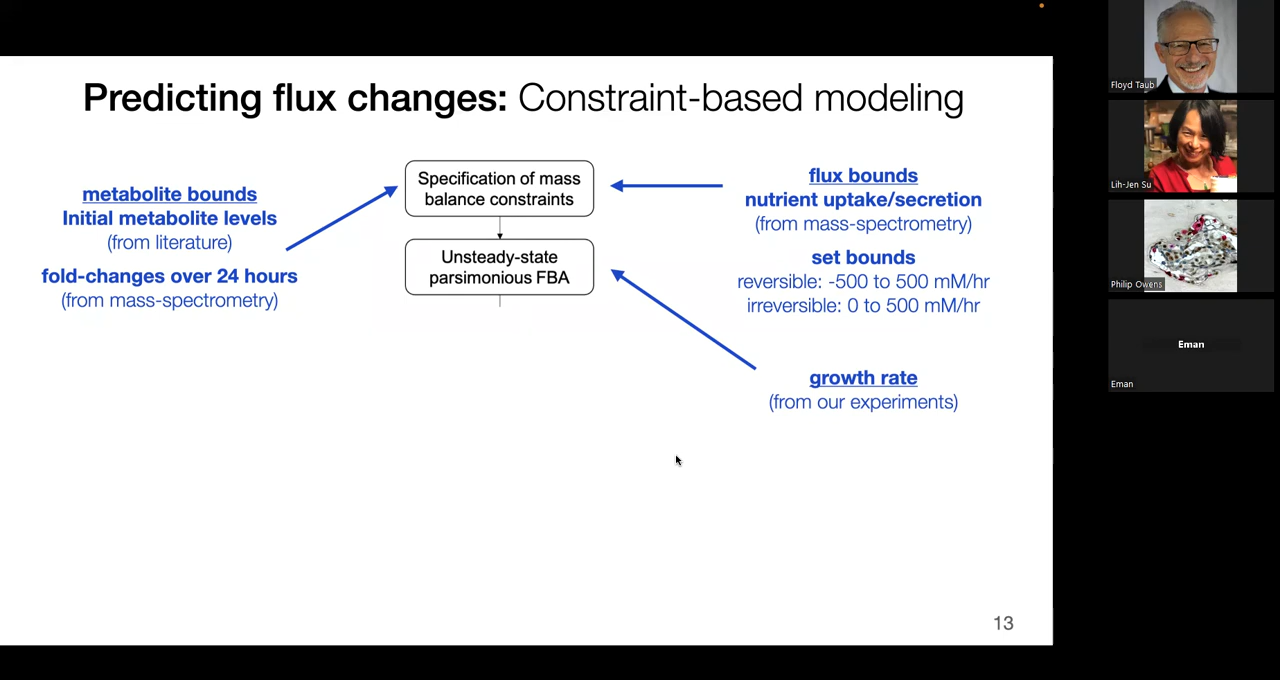 Predicting flux changes: Constraint-based modeling
metabolite bounds
Initial metabolite levels
(from literature)
fold-changes over 24 hours
(from mass-spectrometry)
Specification of mass
balance constraints
Unsteady-state
parsimonious FBA
flux bounds
nutrient uptake/secretion
(from mass-spectrometry)
set bounds
reversible: -500 to 500 mM/hr
irreversible: 0 to 500 mM/hr
growth rate
(from our experiments)
13
Floyd Taub
Lih-Jen Su
Philip Owens
Eman
Eman